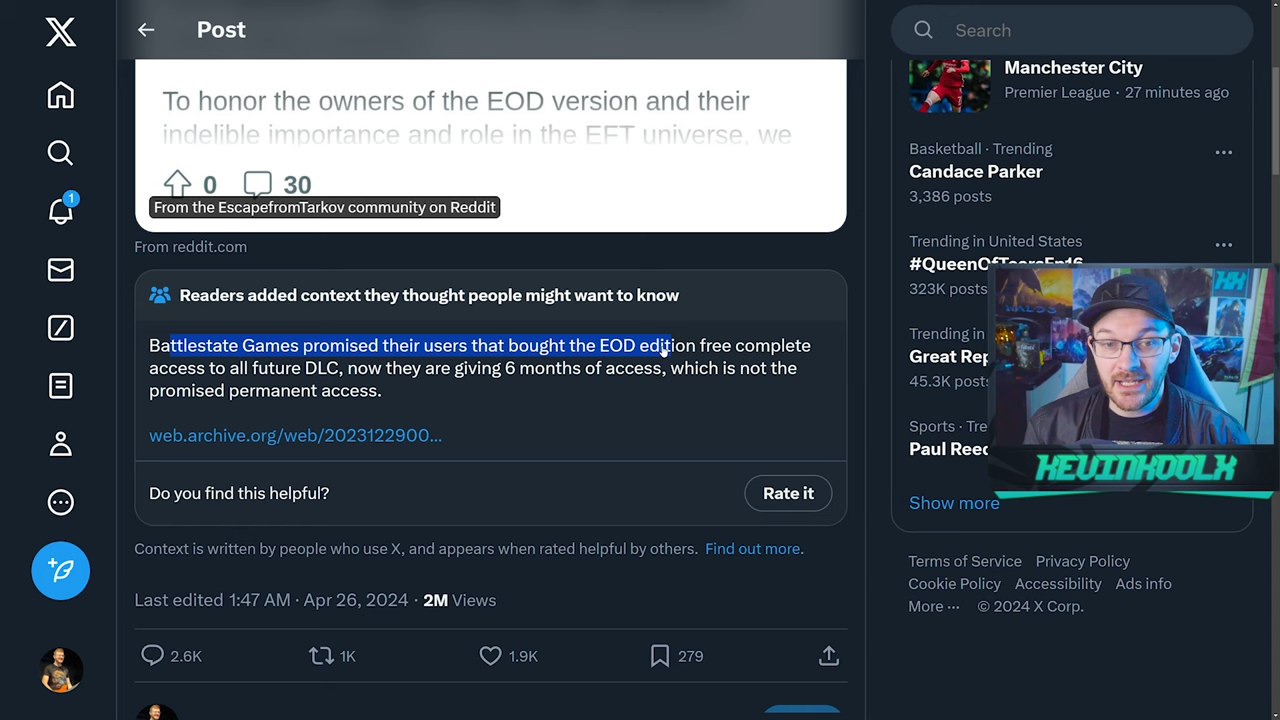 Post
Search
To honor the owners of the EOD version and their
indelible importance and role in the EFT universe, we
0 30
From the EscapefromTarkov community on Reddit
From reddit.com
Readers added context they thought people might want to know
Battlestate Games promised their users that bought the EOD edition free complete
access to all future DLC, now they are giving 6 months of access, which is not the
promised permanent access.
web.archive.org/web/2023122900...
Do you find this helpful?
Rate it
Context is written by people who use X, and appears when rated helpful by others. Find out more.
Last edited 1:47 AM · Apr 26, 2024 · 2M Views
2.6K 1K 1.9K 279
1
Manchester City
Premier League · 27 minutes ago
Basketball · Trending
Candace Parker
3,386 posts
Trending in United States
#QueenOfTearsEp16
323K posts
Trending in
Great Rep
45.3K posts
Sports · Tre
Paul Reed
Show more
KEVINKOOLX
Terms of Service Privacy Policy
Cookie Policy Accessibility Ads info
More ··· © 2024 X Corp.